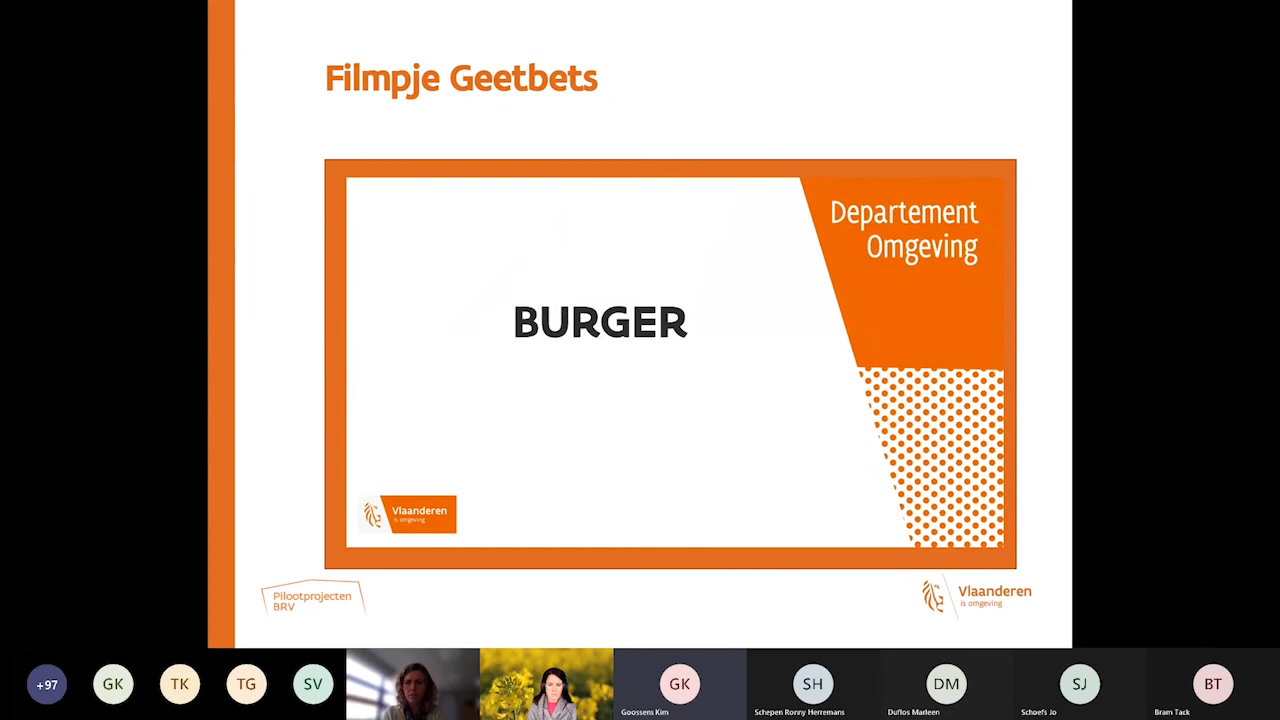 Filmpje Geetbets
Departement
Omgeving
BURGER
Vlaanderen
is omgeving
Pilootprojecten
BRV
Vlaanderen
is omgeving
+97
GK
TK
TG
SV
GK
Goossens Kim
SH
Schepen Ronny Herremans
DM
Duflos Marleen
SJ
Schoefs Jo
BT
Bram Tack